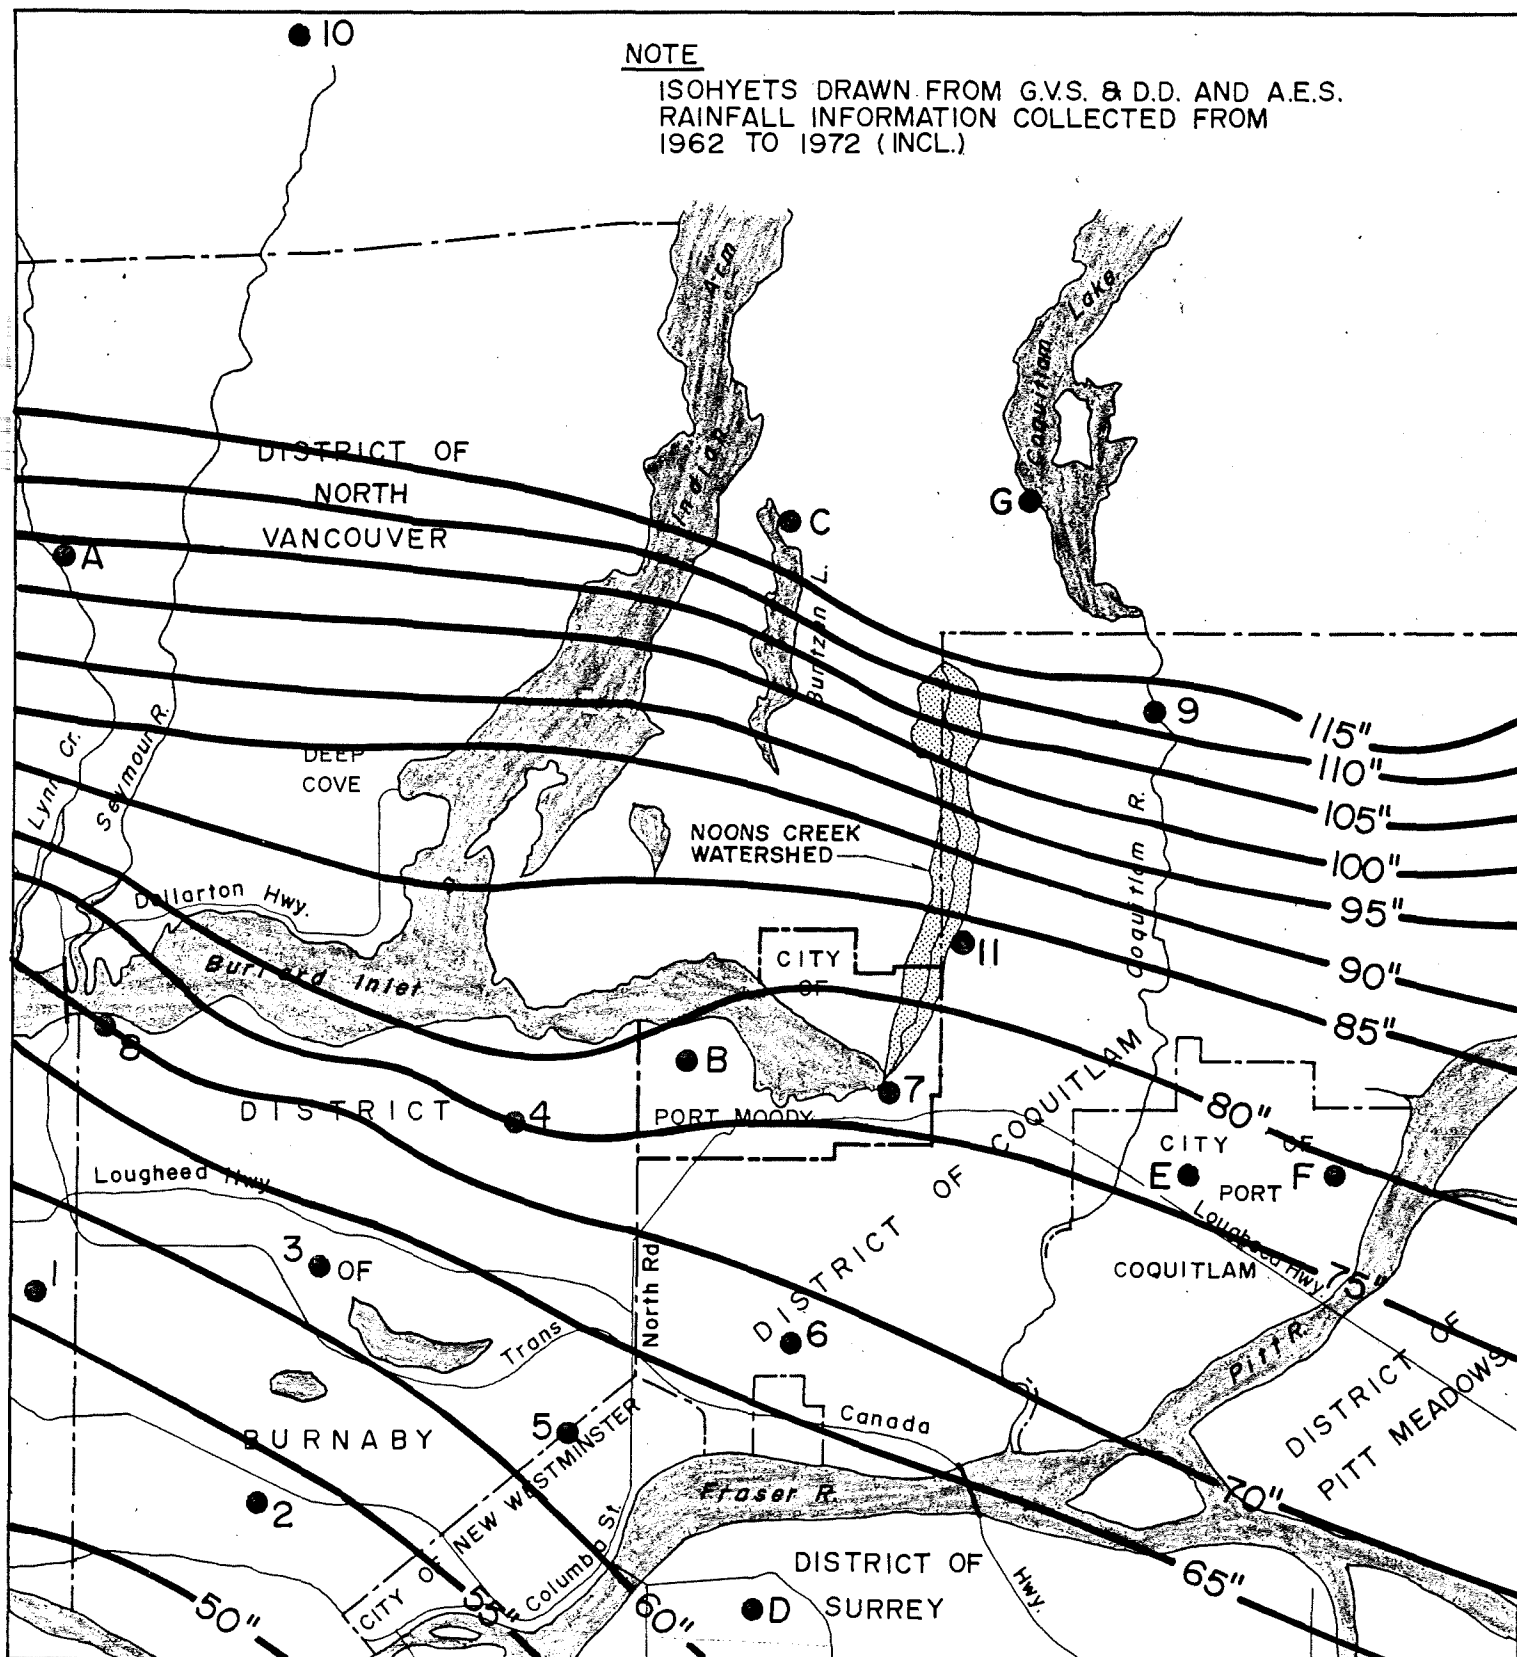 10
NOTE
ISOHYETS DRAWN FROM G.V.S. & D.D. AND A.E.S.
RAINFALL INFORMATION COLLECTED FROM
1962 TO 1972 (INCL.)
Indian Arm
Coquitlam Lake
DISTRICT OF
NORTH
VANCOUVER
A
C
G
Buntzen L.
Lynn Cr.
Seymour R.
DEEP
COVE
9
115"
110"
105"
100"
95"
90"
85"
80"
75"
70"
65"
60"
55"
50"
NOONS CREEK
WATERSHED
Coquitlam R.
Dollarton Hwy.
Burrard Inlet
CITY
OF
PORT MOODY
11
B
7
8
4
DISTRICT
OF
BURNABY
Lougheed Hwy
3
1
2
5
6
North Rd
Trans
Canada
Hwy.
DISTRICT OF COQUITLAM
CITY OF
PORT
COQUITLAM
E
F
Lougheed Hwy.
Pitt R.
DISTRICT OF
PITT MEADOWS
CITY OF NEW WESTMINSTER
Columbia St.
Fraser R.
D
DISTRICT OF
SURREY